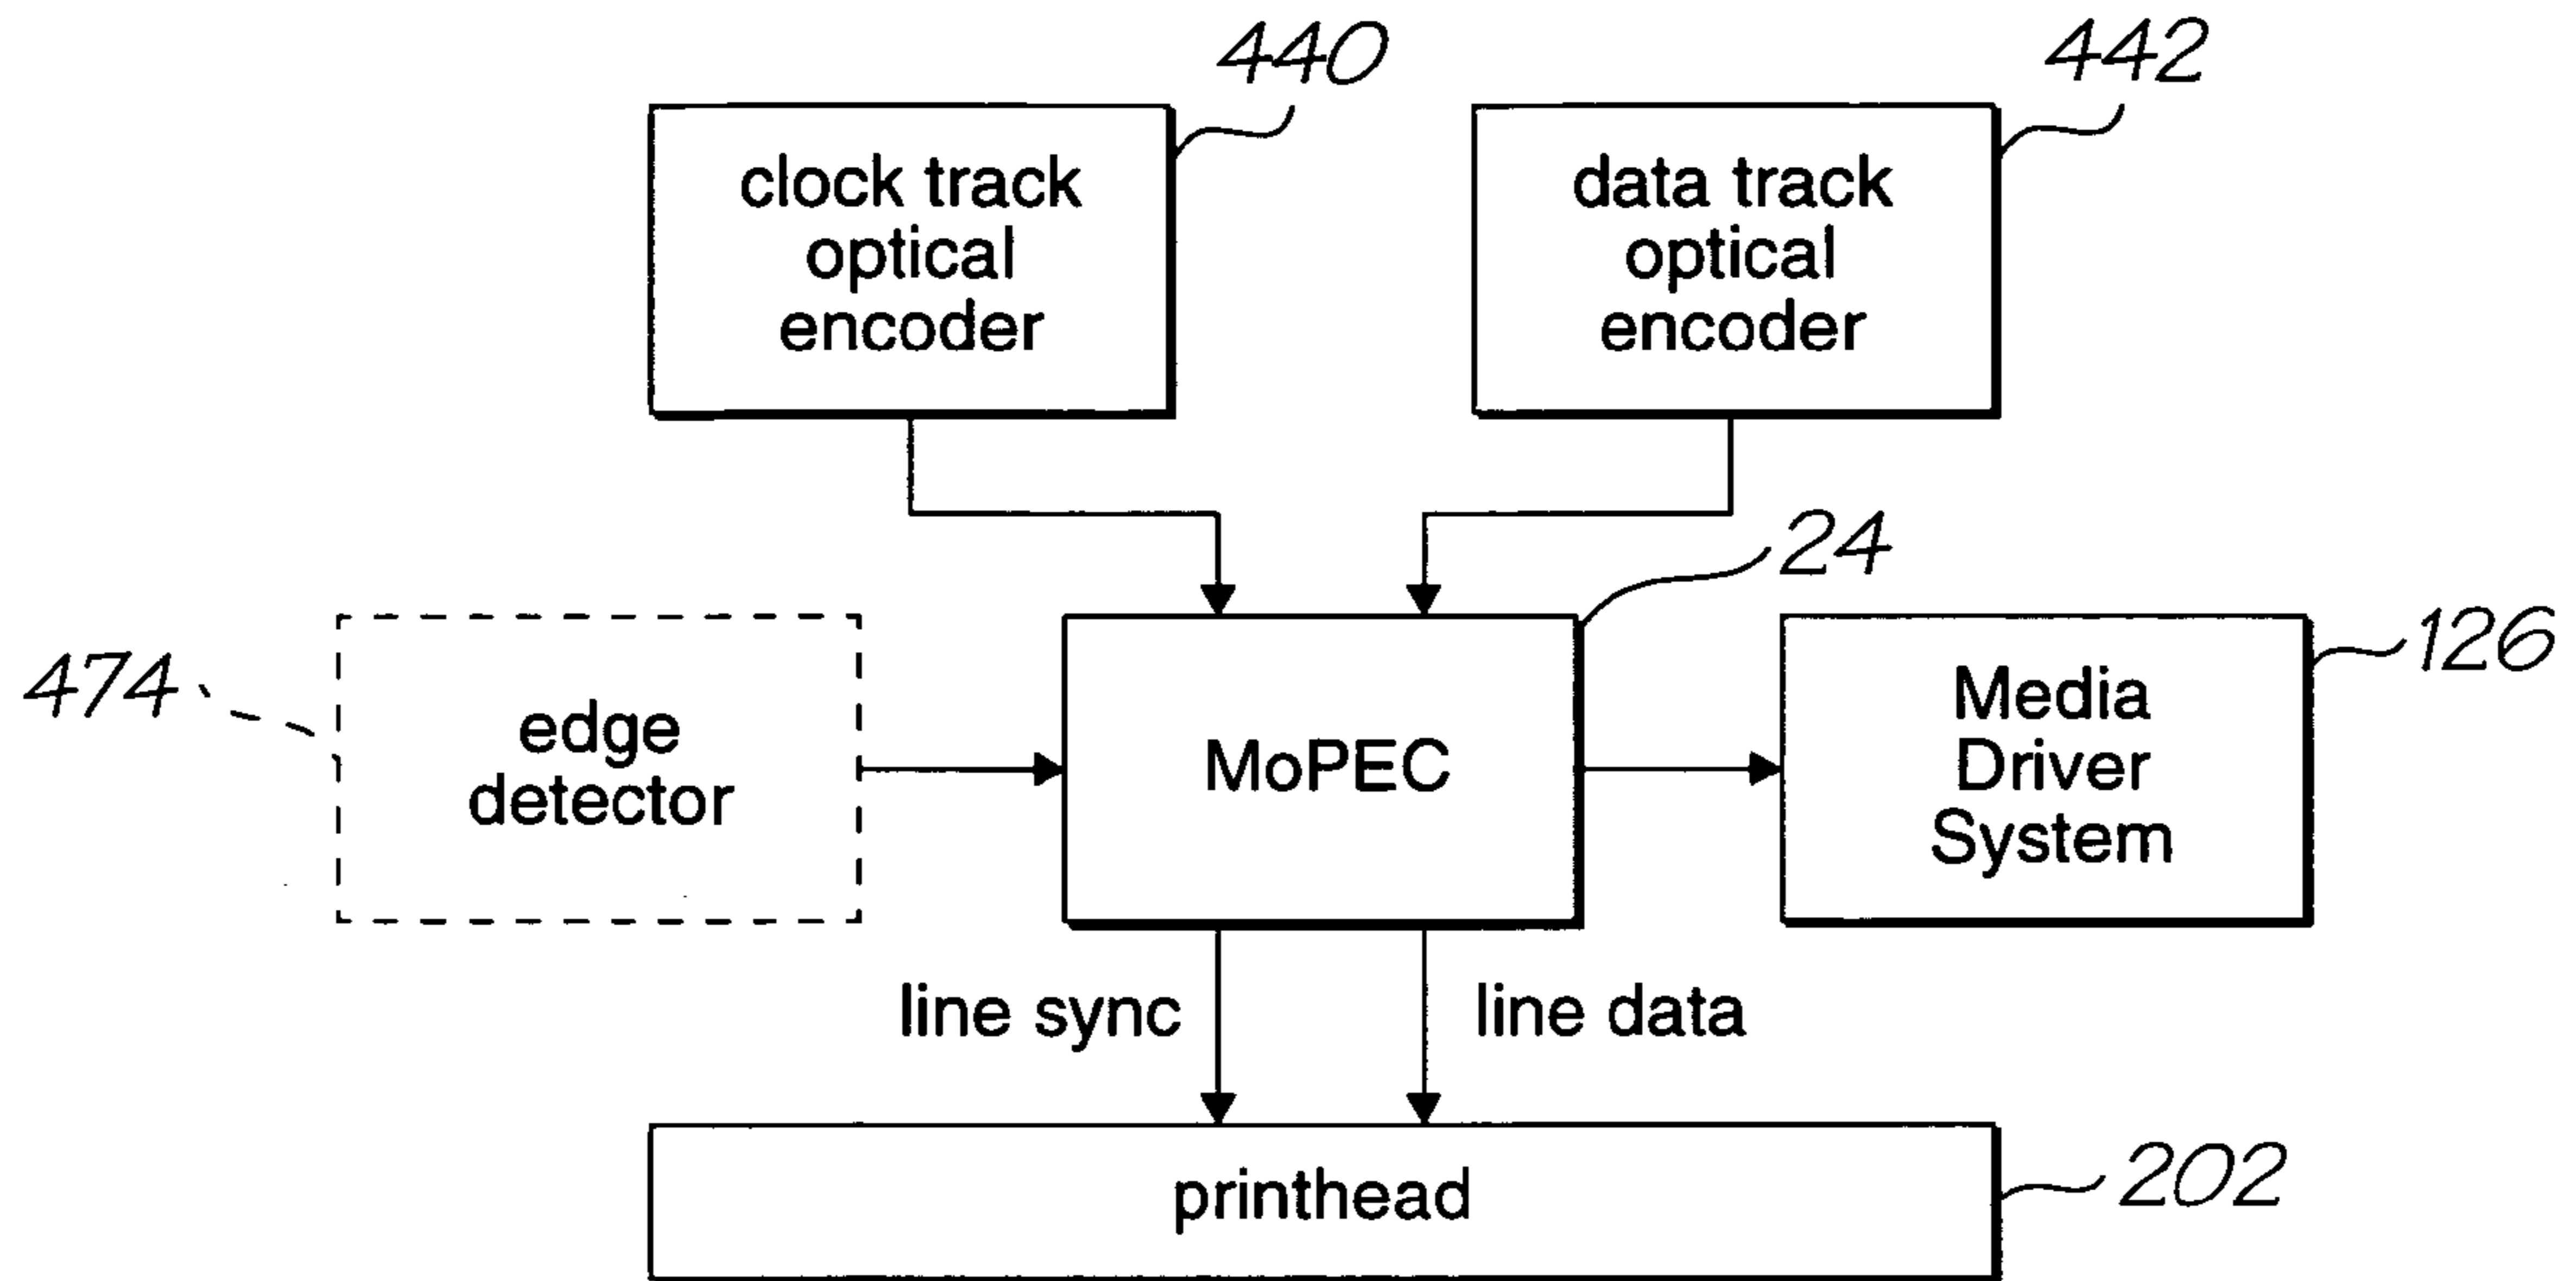 440
442
clock track
optical
encoder
data track
optical
encoder
24
126
474
edge
detector
MoPEC
Media
Driver
System
line sync
line data
printhead
202